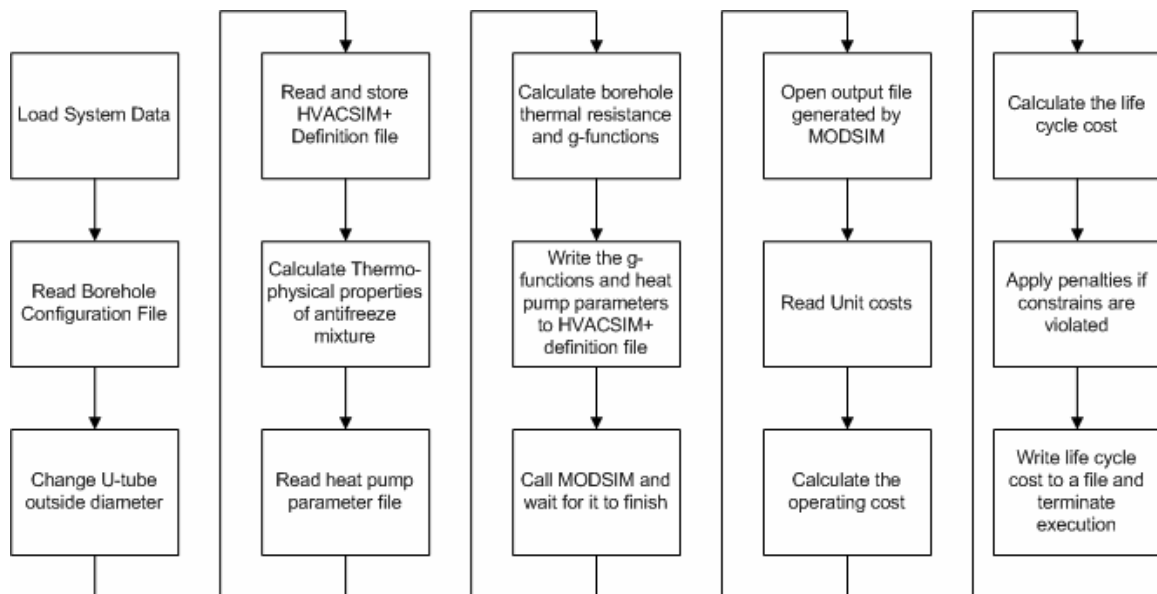 Load System Data
Read Borehole
Configuration File
Change U-tube
outside diameter
Read and store
HVACSIM+
Definition file
Calculate Thermo-
physical properties
of antifreeze
mixture
Read heat pump
parameter file
Calculate borehole
thermal resistance
and g-functions
Write the g-
functions and heat
pump parameters
to HVACSIM+
definition file
Call MODSIM and
wait for it to finish
Open output file
generated by
MODSIM
Read Unit costs
Calculate the
operating cost
Calculate the life
cycle cost
Apply penalties if
constrains are
violated
Write life cycle
cost to a file and
terminate
execution